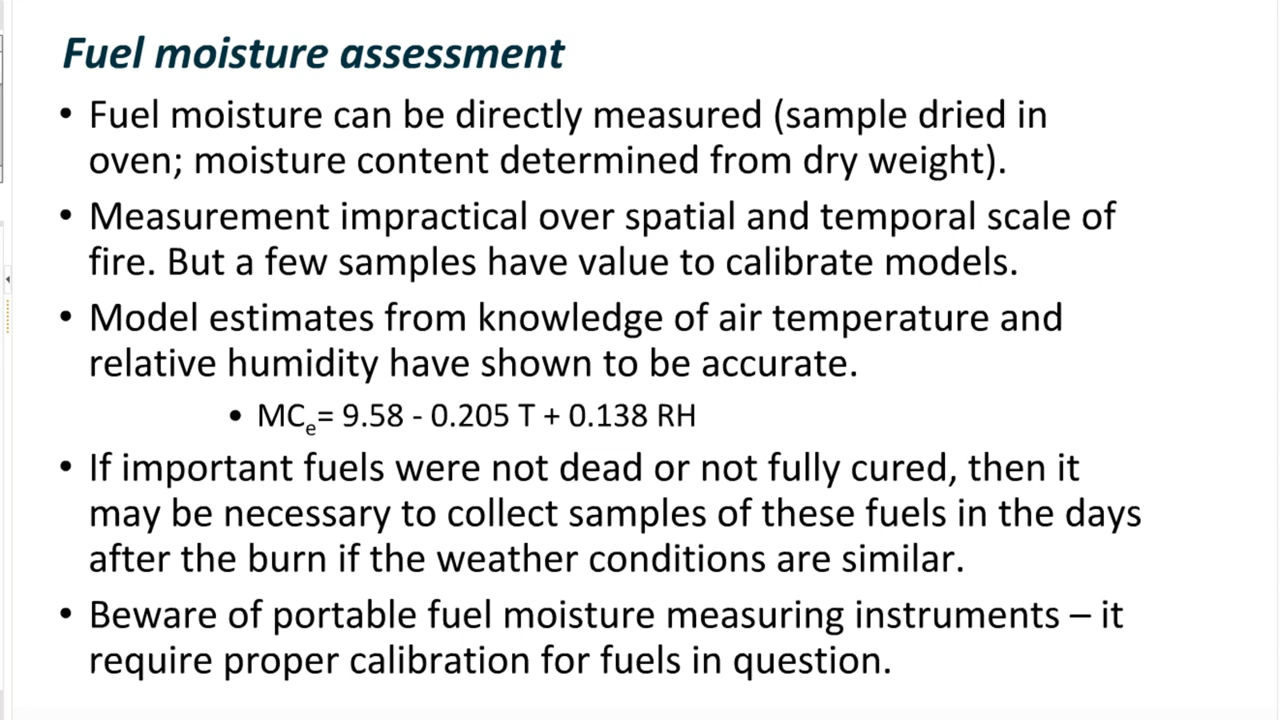 Fuel moisture assessment
• Fuel moisture can be directly measured (sample dried in
oven; moisture content determined from dry weight).
• Measurement impractical over spatial and temporal scale of
fire. But a few samples have value to calibrate models.
• Model estimates from knowledge of air temperature and
relative humidity have shown to be accurate.
• MCe= 9.58 - 0.205 T + 0.138 RH
• If important fuels were not dead or not fully cured, then it
may be necessary to collect samples of these fuels in the days
after the burn if the weather conditions are similar.
• Beware of portable fuel moisture measuring instruments – it
require proper calibration for fuels in question.